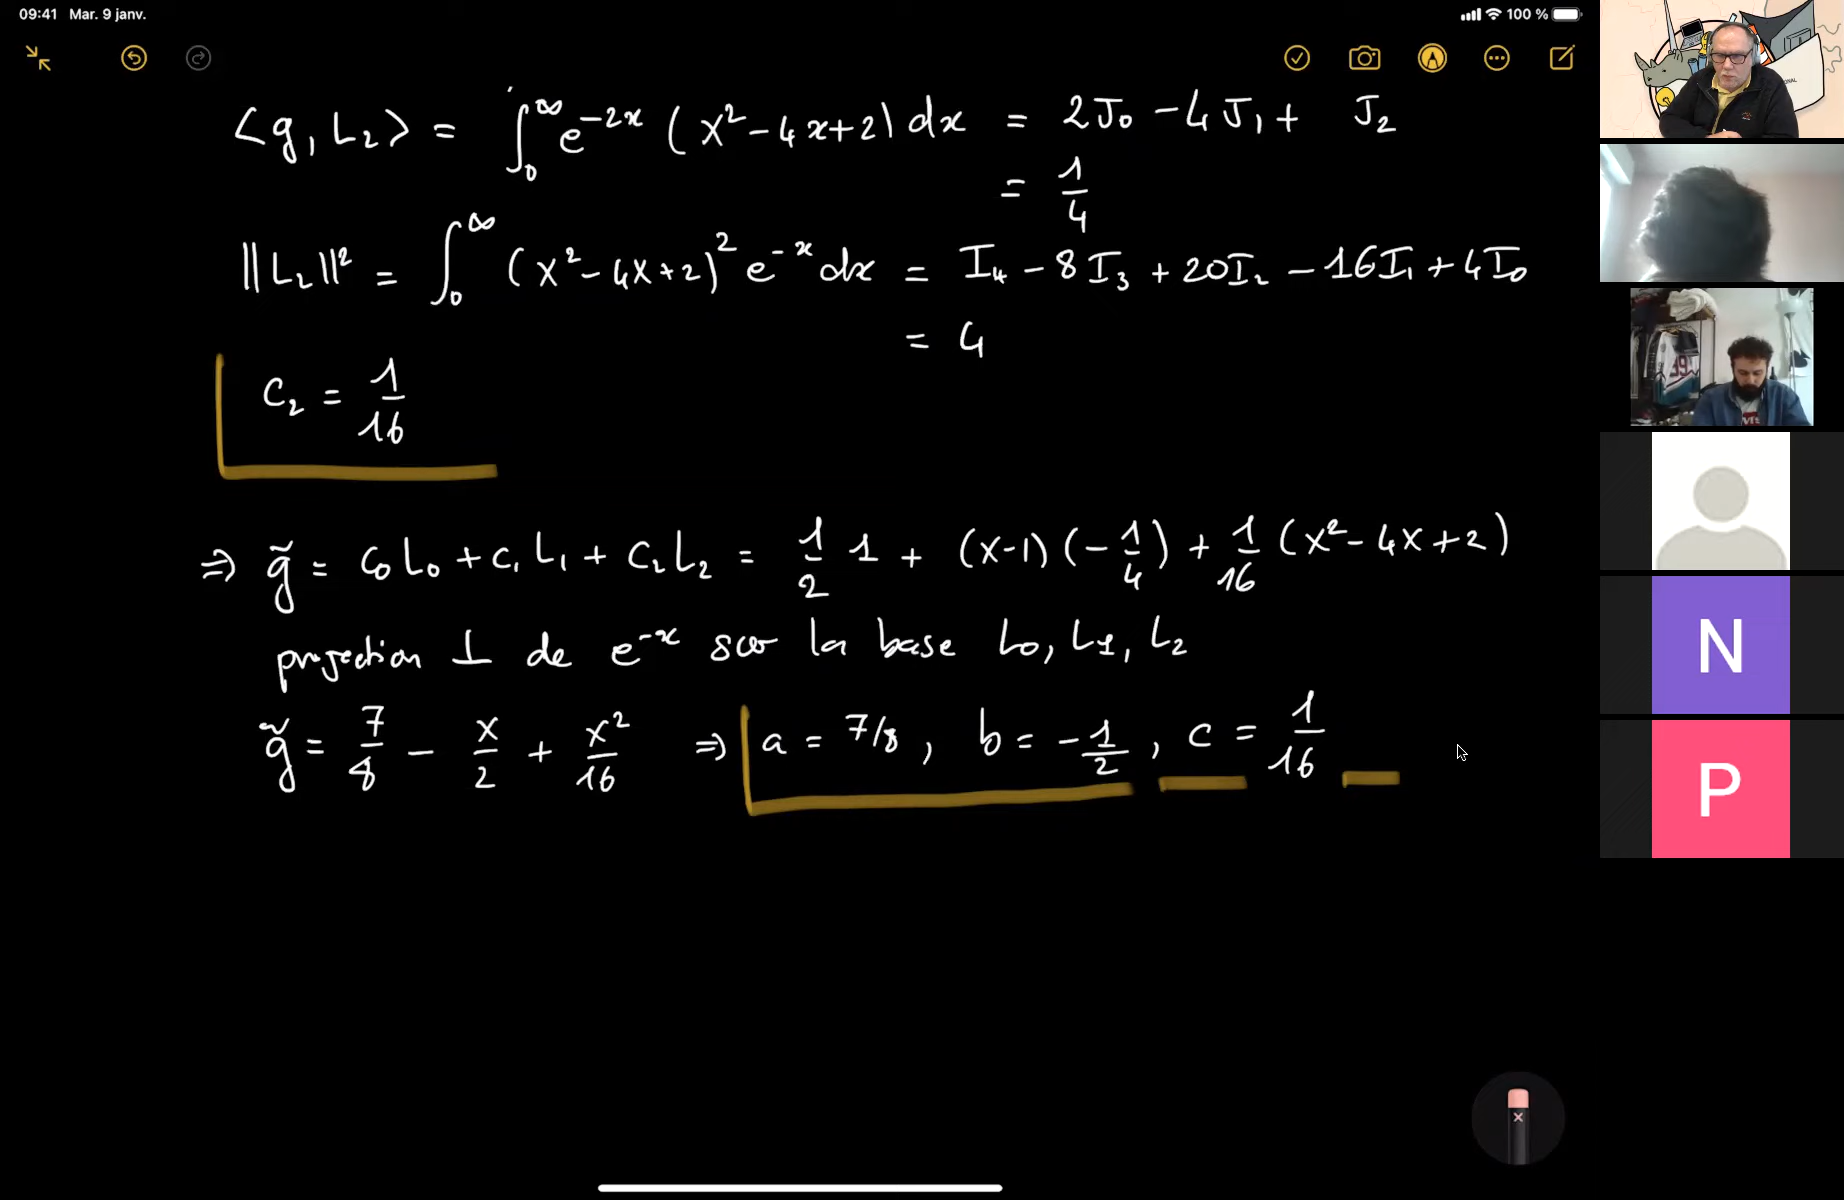 09:41 Mar. 9 janv. 100 %
<g, L₂> = ∫₀^∞ e^{-2x} (x² - 4x + 2) dx = 2J₀ - 4J₁ + J₂
= 1/4
||L₂||² = ∫₀^∞ (x² - 4x + 2)² e^{-x} dx = I₄ - 8I₃ + 20I₂ - 16I₁ + 4I₀
= 4
C₂ = 1/16
⇒ g̃ = C₀L₀ + C₁L₁ + C₂L₂ = 1/2 1 + (x-1)(-1/4) + 1/16 (x² - 4x + 2)
projection ⊥ de e^{-x} sur la base L₀, L₁, L₂
g̃ = 7/8 - x/2 + x²/16 ⇒ a = 7/8, b = -1/2, c = 1/16
N
P